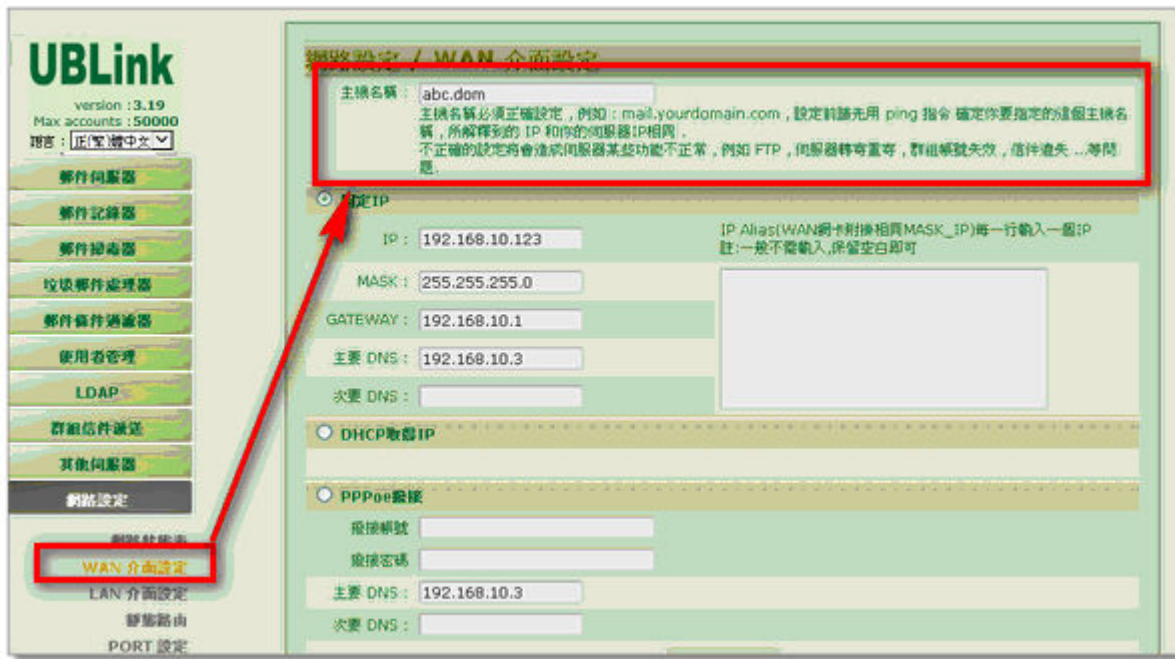 UBLink
version :3.19
Max accounts :50000
語言： 正(繁)體中文
郵件伺服器
郵件記錄器
郵件掃毒器
垃圾郵件處理器
郵件條件過濾器
使用者管理
LDAP
群組信件遞送
其他伺服器
網路設定
WAN 介面設定
LAN 介面設定
靜態路由
PORT 設定
網路設定 / WAN 介面設定
主機名稱： abc.dom
主機名稱必須正確設定，例如：mail.yourdomain.com，設定前請先用 ping 指令 確定你要指定的這個主機名
稱，所解釋到的 IP 和你的伺服器IP相同．
不正確的設定將會造成伺服器某些功能不正常，例如 FTP，伺服器轉寄重寄，群組帳號失效，信件遺失 ...等問
題.
固定IP
IP： 192.168.10.123
IP Alias(WAN網卡附掛相同MASK_IP)每一行輸入一個IP
註:一般不需輸入,保留空白即可
MASK： 255.255.255.0
GATEWAY： 192.168.10.1
主要 DNS： 192.168.10.3
次要 DNS：
DHCP取得IP
PPPoe撥接
撥接帳號
撥接密碼
主要 DNS： 192.168.10.3
次要 DNS：